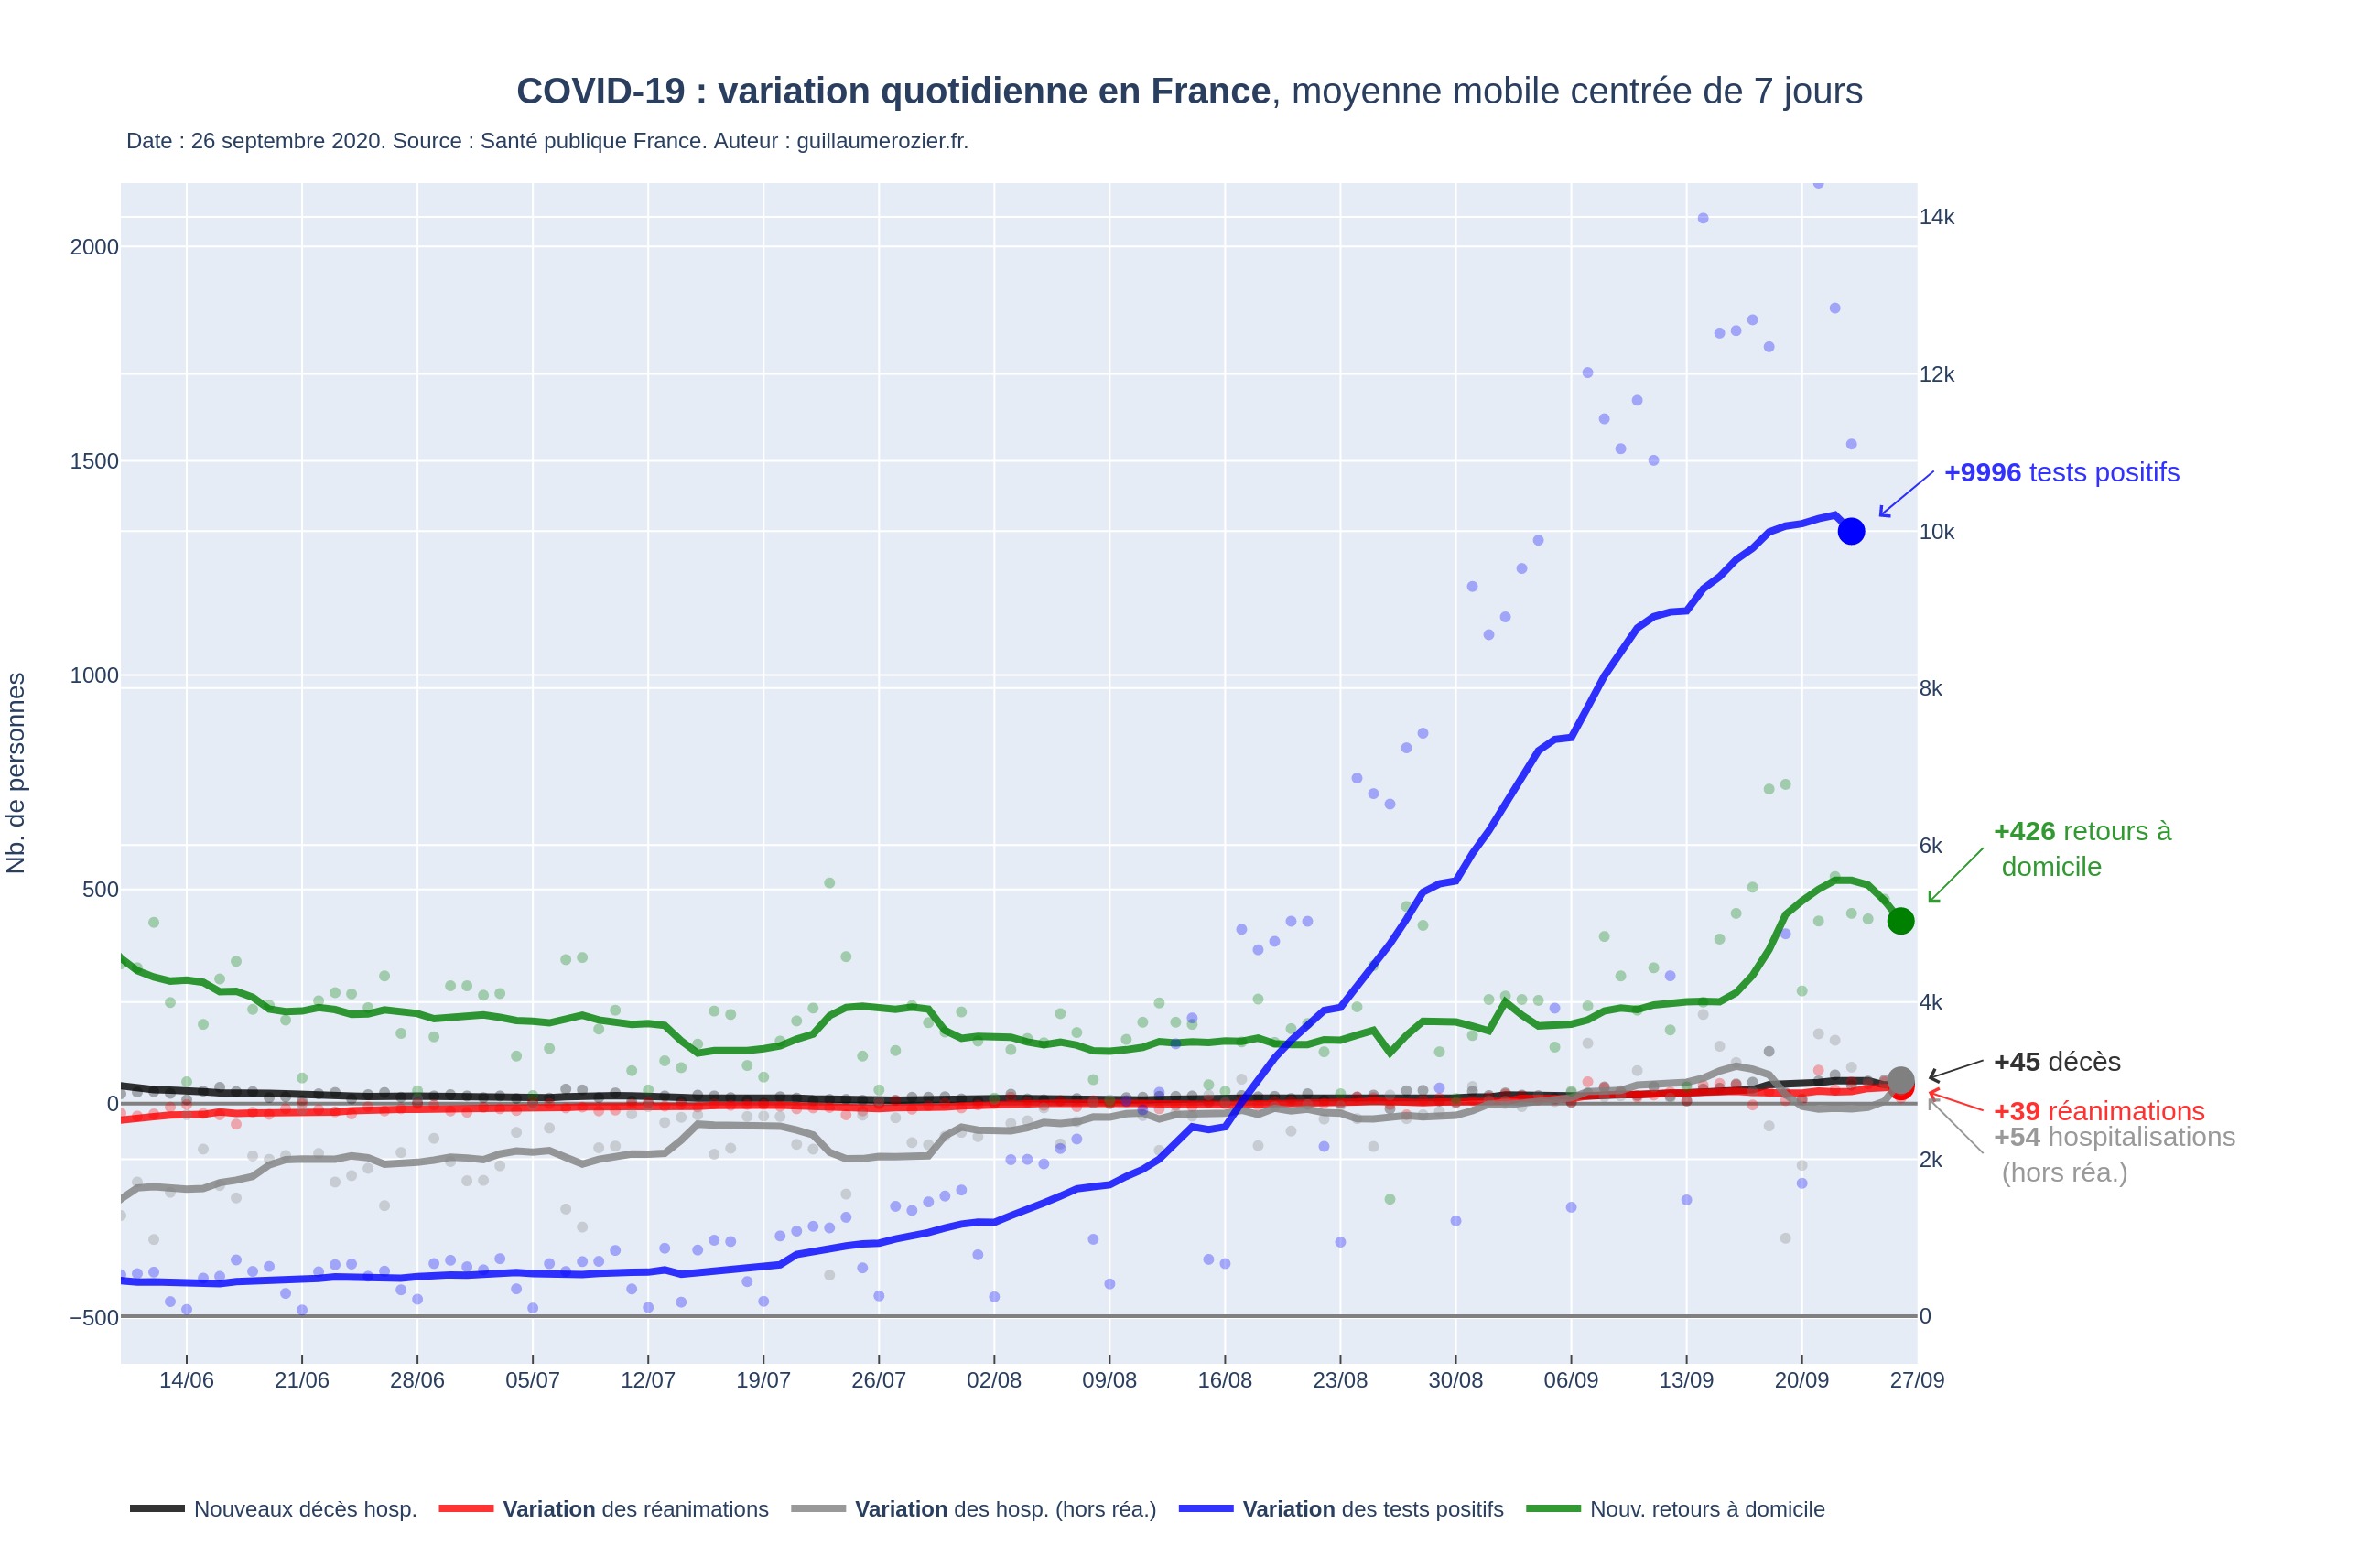 COVID-19 : variation quotidienne en France, moyenne mobile centrée de 7 jours
Date : 26 septembre 2020. Source : Santé publique France. Auteur : guillaumerozier.fr.
Nb. de personnes
2000
1500
1000
500
0
−500
14k
12k
10k
8k
6k
4k
2k
0
+9996 tests positifs
+426 retours à
domicile
+45 décès
+39 réanimations
+54 hospitalisations
(hors réa.)
14/06 21/06 28/06 05/07 12/07 19/07 26/07 02/08 09/08 16/08 23/08 30/08 06/09 13/09 20/09 27/09
Nouveaux décès hosp. Variation des réanimations Variation des hosp. (hors réa.) Variation des tests positifs Nouv. retours à domicile